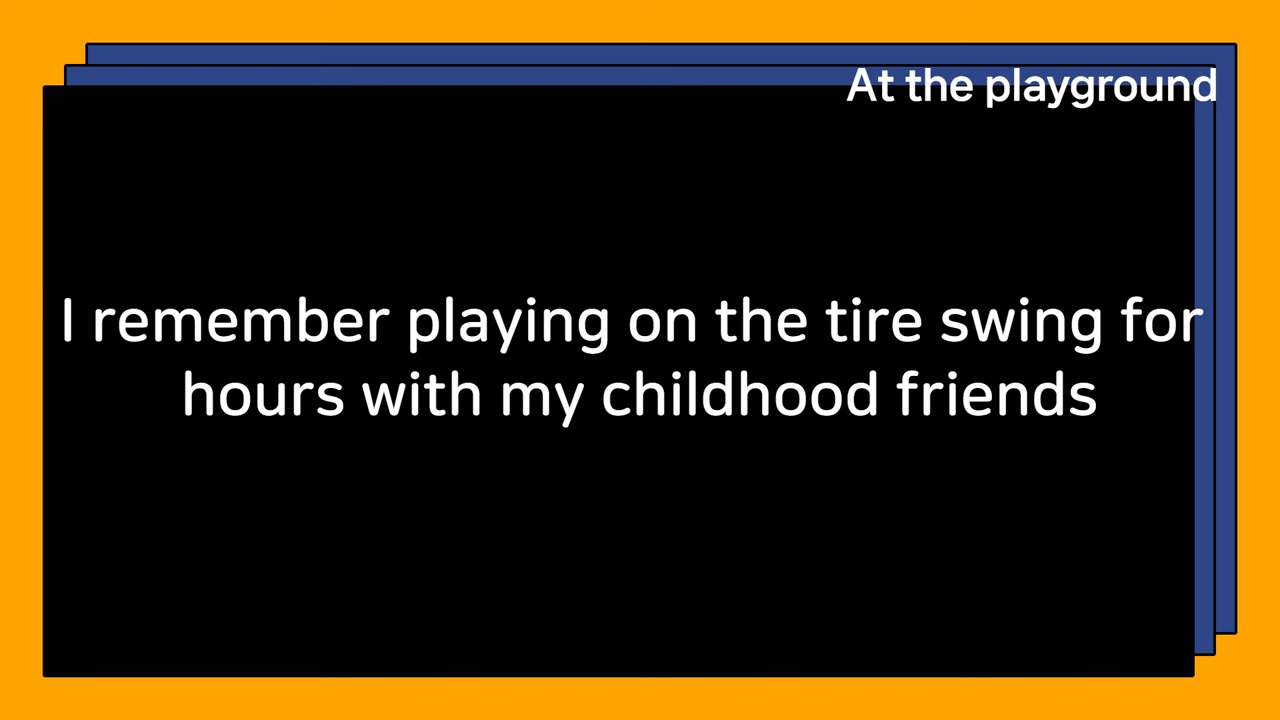 At the playground
I remember playing on the tire swing for
hours with my childhood friends